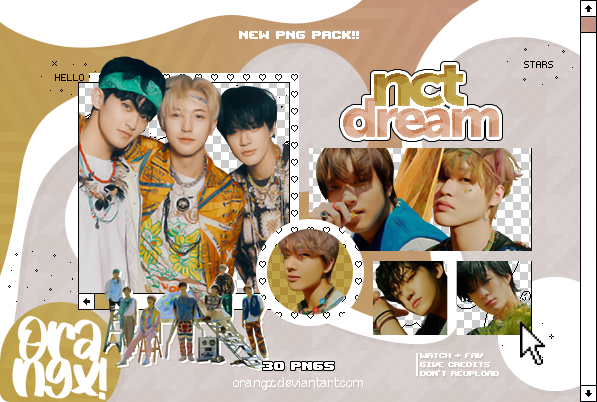 NEW PNG PACK!!
HELLO
STARS
nct
dream
ora
ngx!
30 PNGS
orangx.deviantart.com
WATCH + FAV
GIVE CREDITS
DON'T REUPLOAD